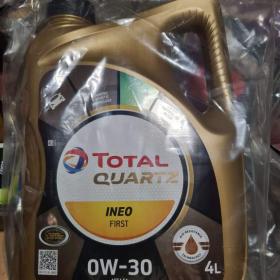 TOTAL
QUARTZ
INEO
FIRST
0W-30
4L